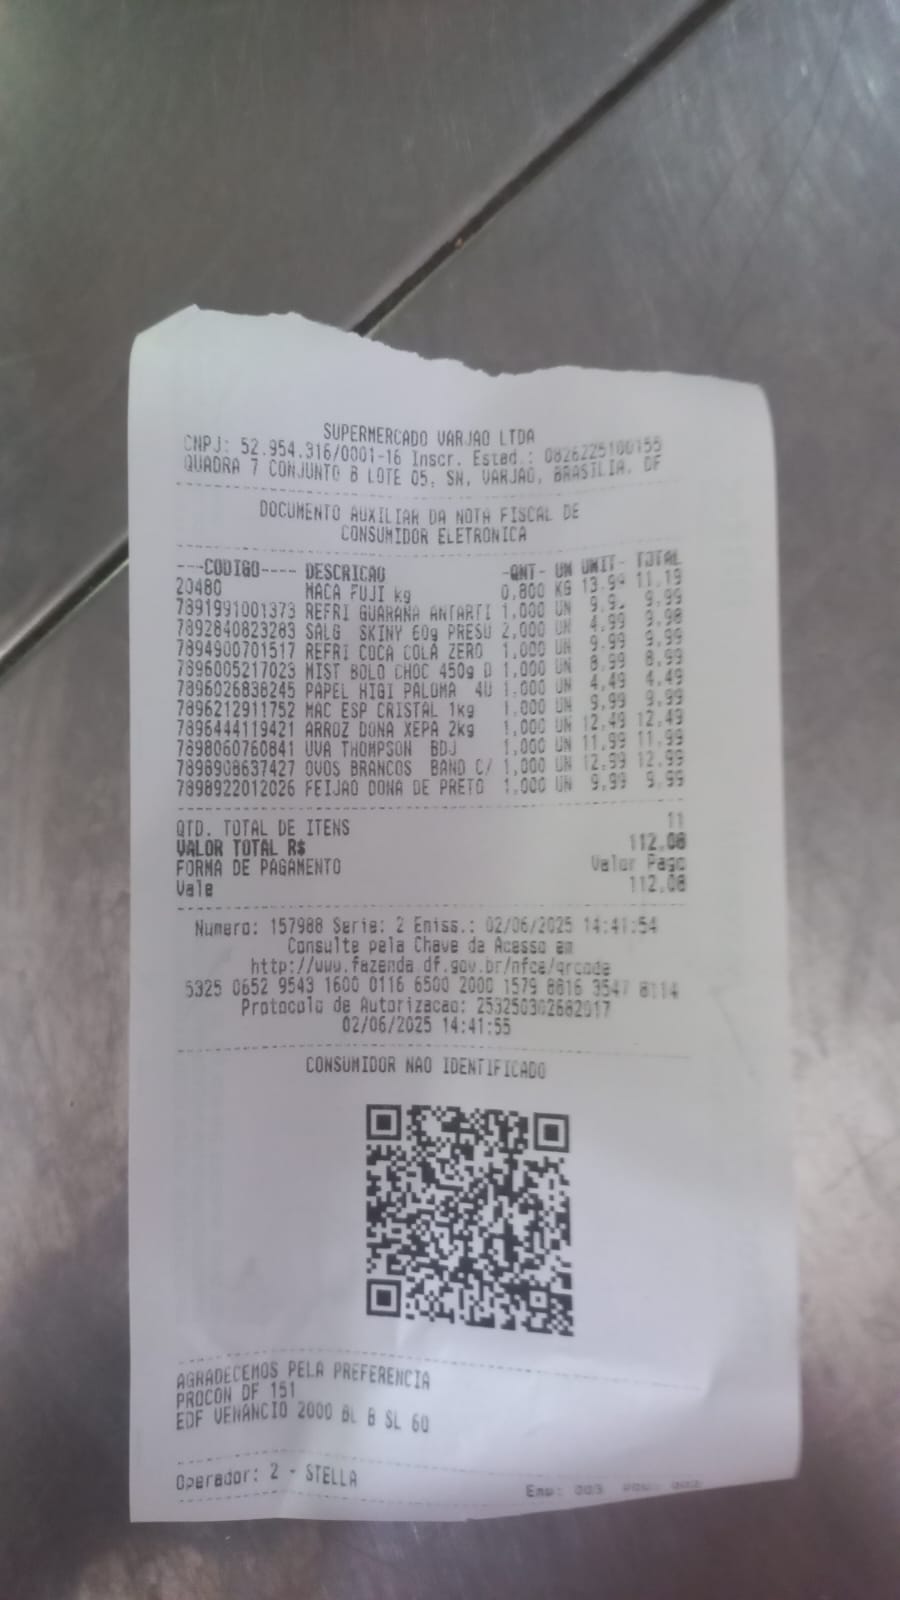 SUPERMERCADO VARJAO LTDA
CNPJ: 52.954.316/0001-16 Inscr. Estad.: 0826225100155
QUADRA 7 CONJUNTO B LOTE 05, SN, VARJAO, BRASILIA, DF
DOCUMENTO AUXILIAR DA NOTA FISCAL DE
CONSUMIDOR ELETRONICA
---CODIGO---- DESCRICAO -QNT- UN UNIT- TOTAL
20480 MACA FUJI kg 0,800 KG 13.99 11.19
7891991001373 REFRI GUARANA ANTARTI 1,000 UN 9.99
7892840823283 SALG SKINY 60g PRESU 2,000 UN 4,99 9,98
7894900701517 REFRI COCA COLA ZERO 1,000 UN 9,99 9,99
7896005217023 MIST BOLO CHOC 450g D 1,000 UN 8,99 8,99
7896026838245 PAPEL HIGI PALOMA 4U 1,000 UN 4,49 4,49
7896212911752 MAC ESP CRISTAL 1kg 1,000 UN 9,99 9,99
7896444119421 ARROZ DONA XEPA 2kg 1,000 UN 12,49 12,49
7898060760841 UVA THOMPSON BDJ 1,000 UN 11,99 11,99
7898908637427 OVOS BRANCOS BAND C/ 1,000 UN 12,99 12,99
7898922012026 FEIJAO DONA DE PRETO 1,000 UN 9,99 9,99
QTD. TOTAL DE ITENS 11
VALOR TOTAL R$ 112,08
FORMA DE PAGAMENTO Valor Pago
Vale 112,08
Numero: 157988 Serie: 2 Emiss.: 02/06/2025 14:41:54
Consulte pela Chave de Acesso em
http://www.fazenda.df.gov.br/nfce/qrcode
5325 0652 9543 1600 0116 6500 2000 1579 8816 3547 8114
Protocolo de Autorizacao: 253250302682017
02/06/2025 14:41:55
CONSUMIDOR NAO IDENTIFICADO
AGRADECEMOS PELA PREFERENCIA
PROCON DF 151
EDF VENANCIO 2000 BL B SL 60
Operador: 2 - STELLA
Emp: 003